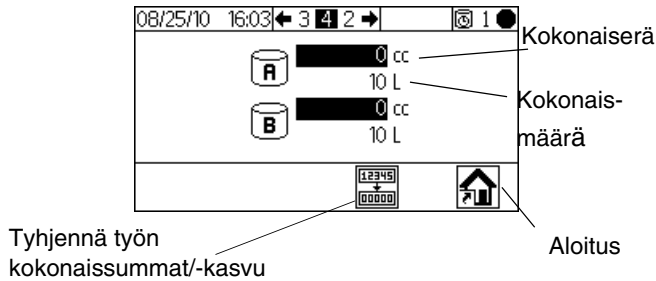 08/25/10 16:03 3 4 2 1
Kokonaiserä
A 0 cc
10 L
Kokonais-
määrä
B 0 cc
10 L
12345
00000
Tyhjennä työn
kokonaissummat/-kasvu
Aloitus